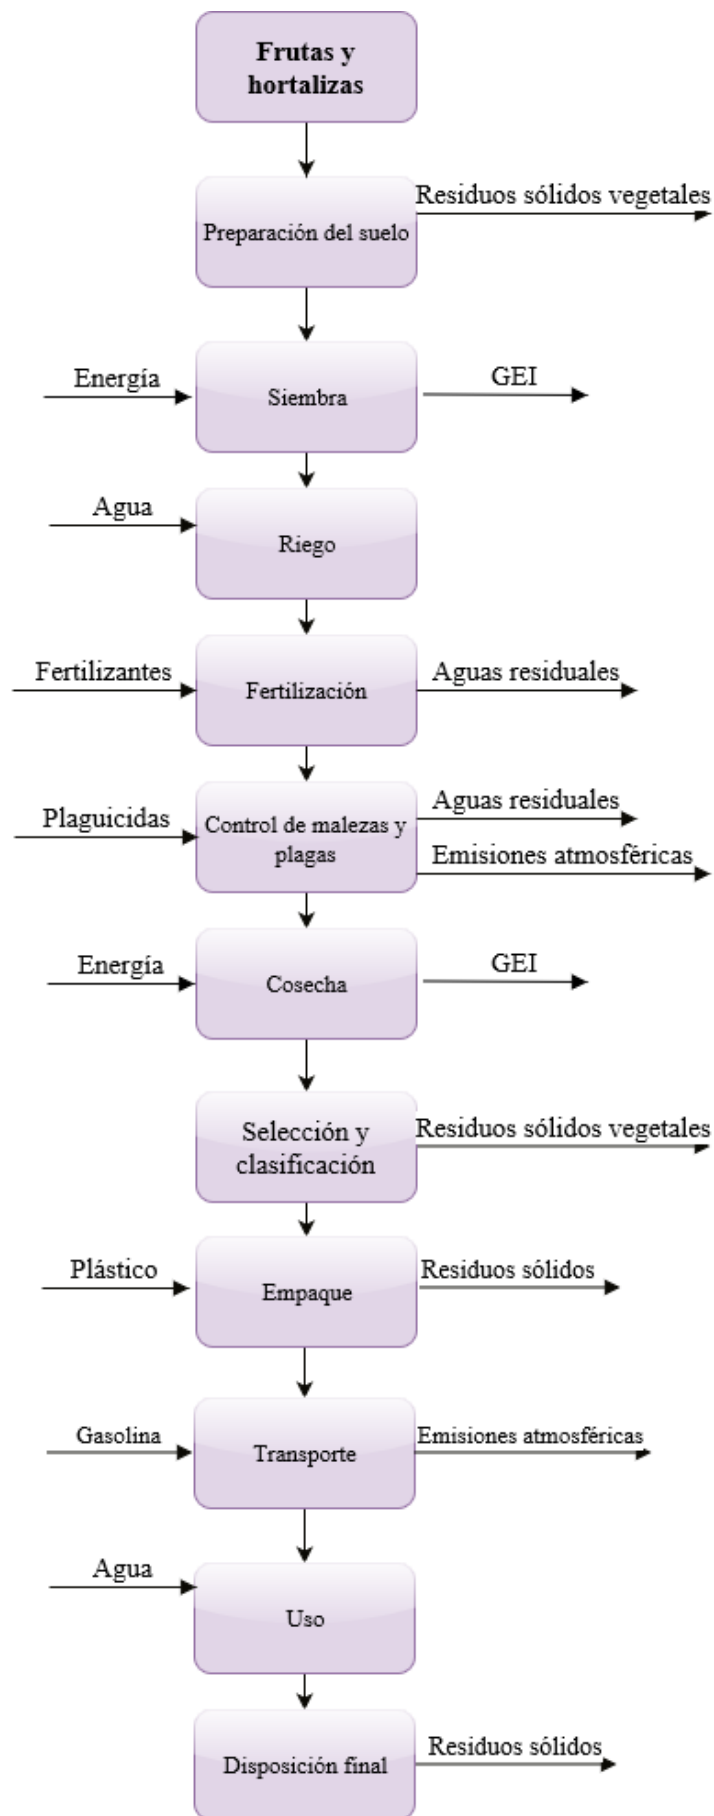 Frutas y
hortalizas
Residuos sólidos vegetales
Preparación del suelo
Energía
GEI
Siembra
Agua
Riego
Fertilizantes
Aguas residuales
Fertilización
Plaguicidas
Aguas residuales
Control de malezas y
plagas
Emisiones atmosféricas
Energía
GEI
Cosecha
Selección y
clasificación
Residuos sólidos vegetales
Plástico
Residuos sólidos
Empaque
Gasolina
Emisiones atmosféricas
Transporte
Agua
Uso
Residuos sólidos
Disposición final